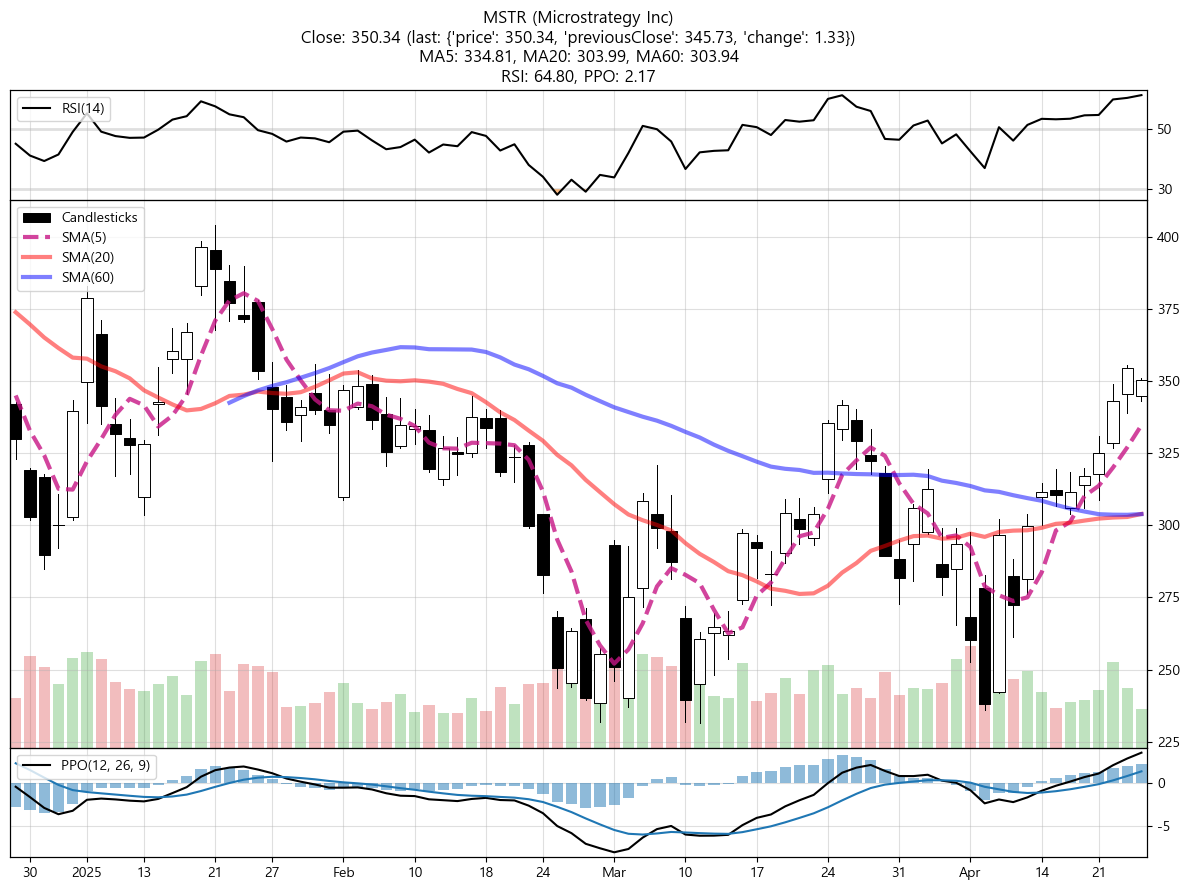 MSTR (Microstrategy Inc)
Close: 350.34 (last: {'price': 350.34, 'previousClose': 345.73, 'change': 1.33})
MA5: 334.81, MA20: 303.99, MA60: 303.94
RSI: 64.80, PPO: 2.17
RSI(14)
50
30
Candlesticks
SMA(5)
SMA(20)
SMA(60)
400
375
350
325
300
275
250
225
PPO(12, 26, 9)
0
-5
30 2025 13 21 27 Feb 10 18 24 Mar 10 17 24 31 Apr 14 21